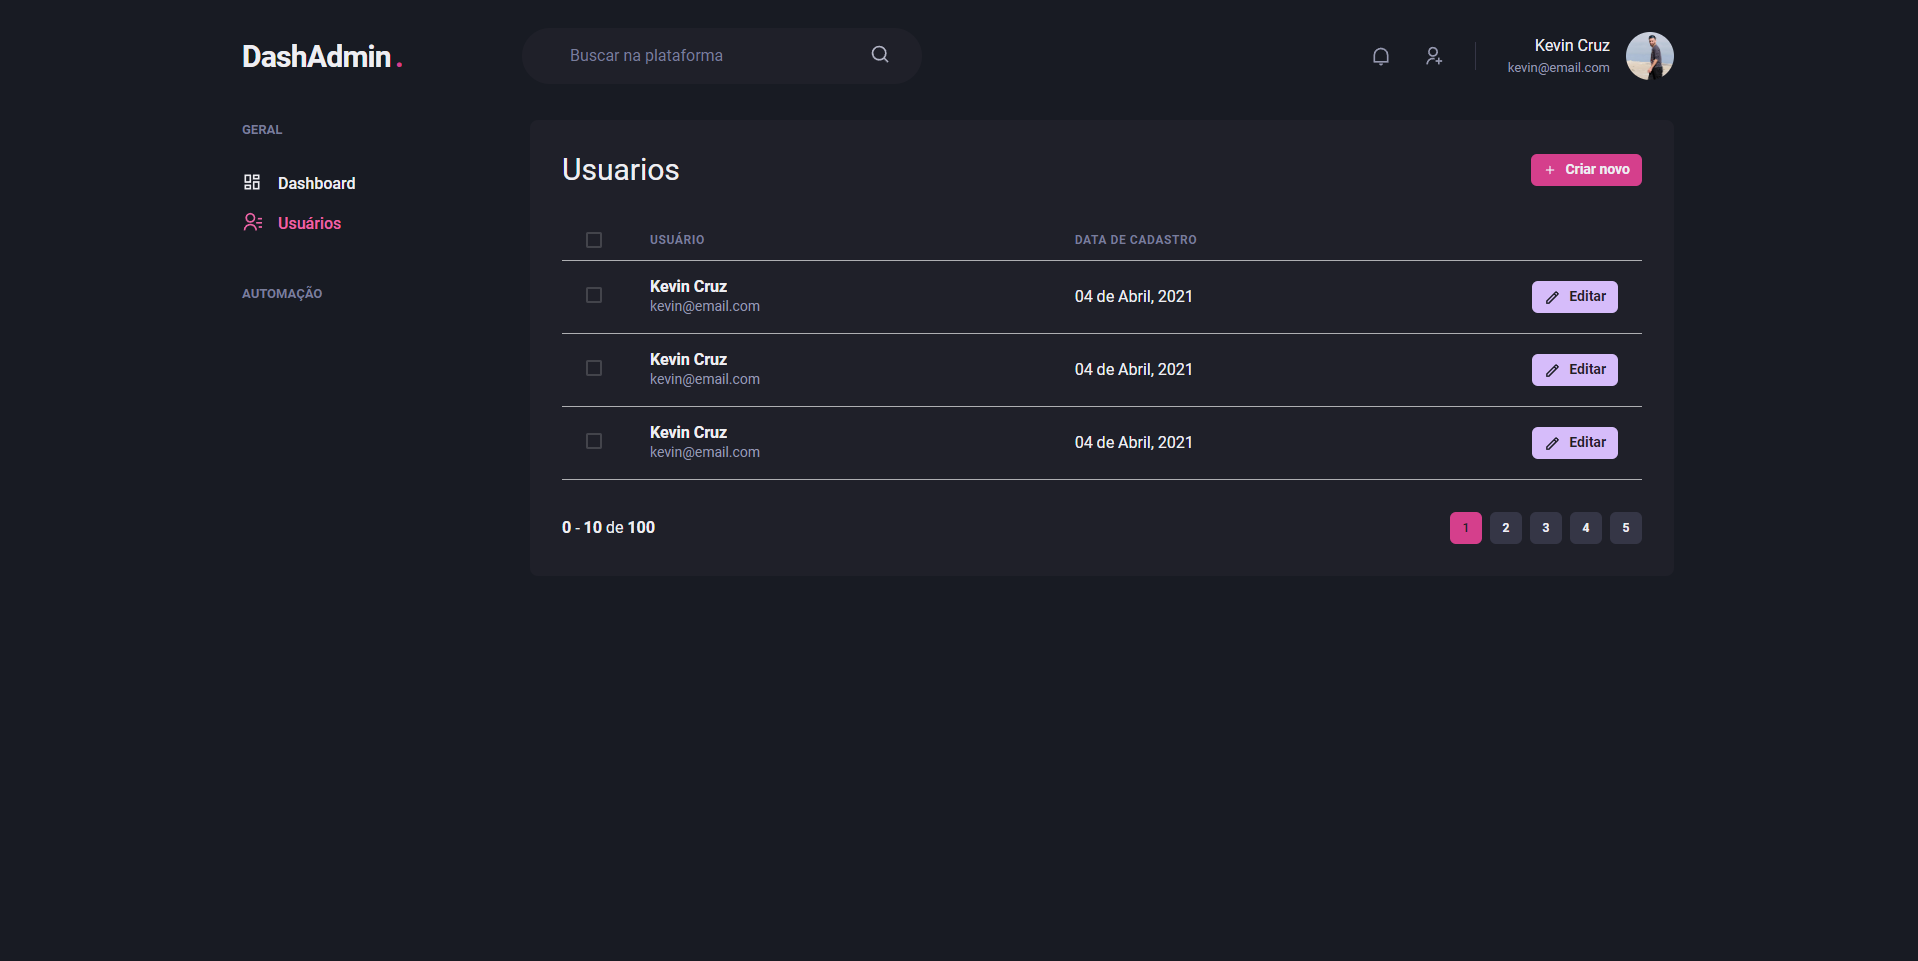 DashAdmin.
Buscar na plataforma
Kevin Cruz
kevin@email.com
GERAL
Dashboard
Usuários
AUTOMAÇÃO
Usuarios
+ Criar novo
USUÁRIO DATA DE CADASTRO
Kevin Cruz
kevin@email.com
04 de Abril, 2021
Editar
Kevin Cruz
kevin@email.com
04 de Abril, 2021
Editar
Kevin Cruz
kevin@email.com
04 de Abril, 2021
Editar
0 - 10 de 100
1 2 3 4 5